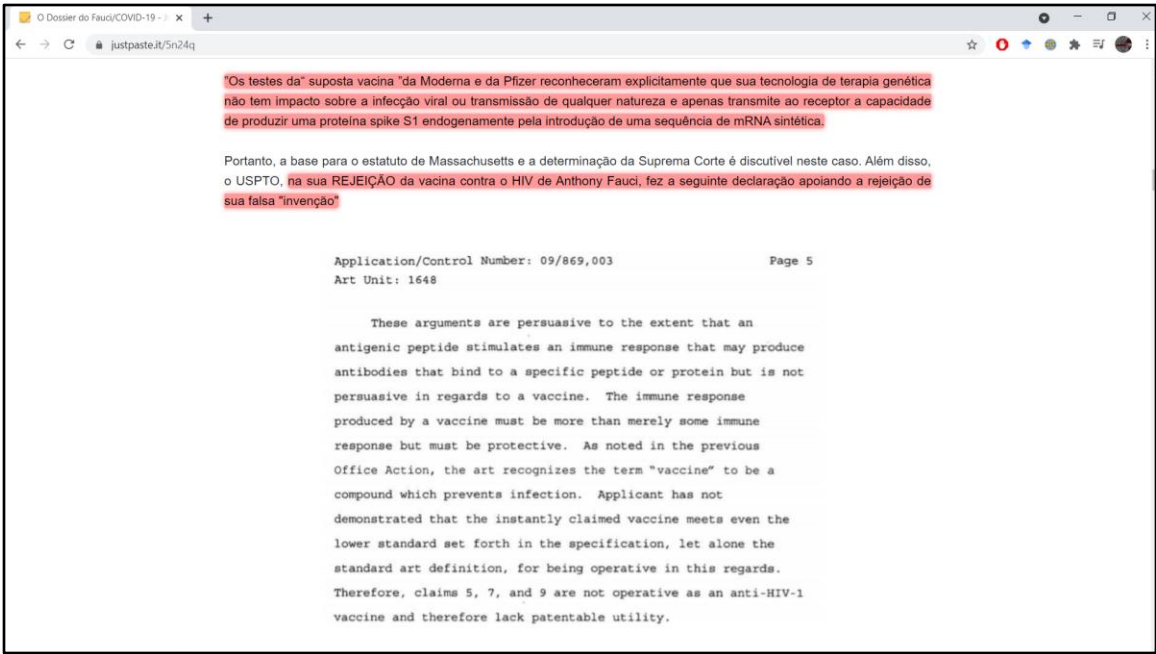 O Dossier do Fauci/COVID-19 - J
justpaste.it/5n24q
"Os testes da" suposta vacina "da Moderna e da Pfizer reconheceram explicitamente que sua tecnologia de terapia genética
não tem impacto sobre a infecção viral ou transmissão de qualquer natureza e apenas transmite ao receptor a capacidade
de produzir uma proteína spike S1 endogenamente pela introdução de uma sequência de mRNA sintética.
Portanto, a base para o estatuto de Massachusetts e a determinação da Suprema Corte é discutível neste caso. Além disso,
o USPTO, na sua REJEIÇÃO da vacina contra o HIV de Anthony Fauci, fez a seguinte declaração apoiando a rejeição de
sua falsa "invenção"
Application/Control Number: 09/869,003 Page 5
Art Unit: 1648
These arguments are persuasive to the extent that an
antigenic peptide stimulates an immune response that may produce
antibodies that bind to a specific peptide or protein but is not
persuasive in regards to a vaccine. The immune response
produced by a vaccine must be more than merely some immune
response but must be protective. As noted in the previous
Office Action, the art recognizes the term "vaccine" to be a
compound which prevents infection. Applicant has not
demonstrated that the instantly claimed vaccine meets even the
lower standard set forth in the specification, let alone the
standard art definition, for being operative in this regards.
Therefore, claims 5, 7, and 9 are not operative as an anti-HIV-1
vaccine and therefore lack patentable utility.